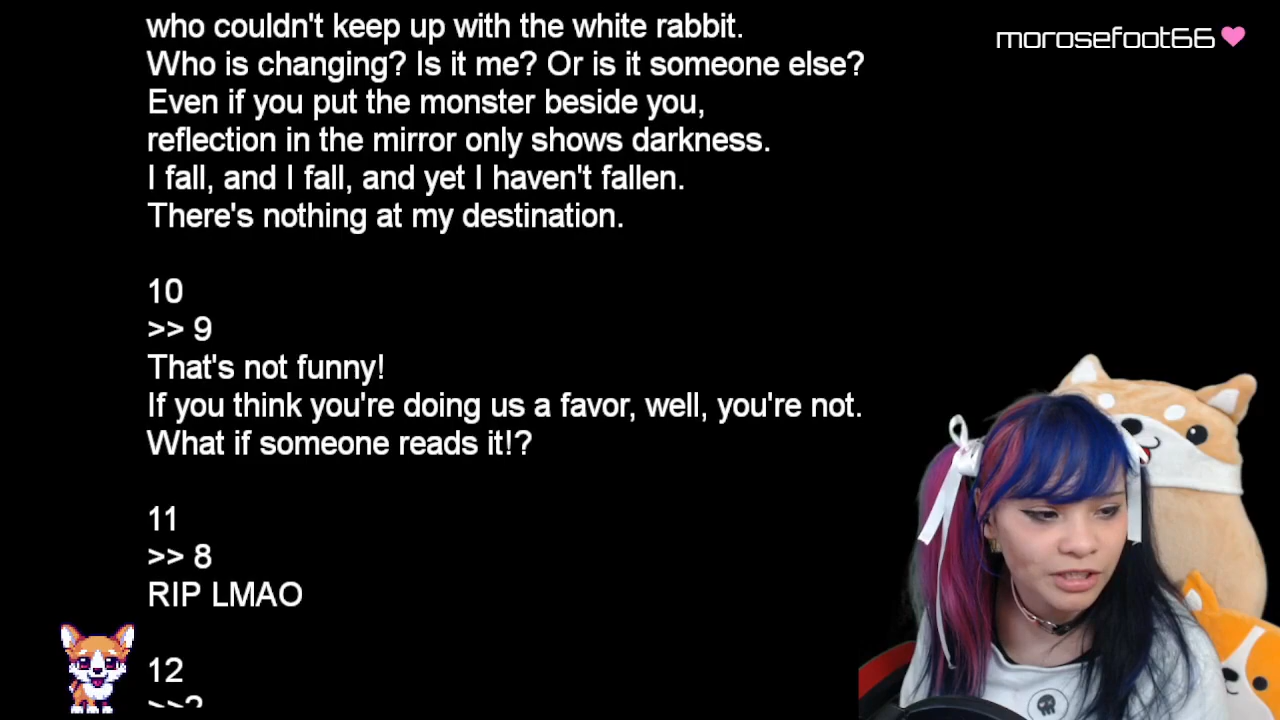 who couldn't keep up with the white rabbit.
morosefoot66
Who is changing? Is it me? Or is it someone else?
Even if you put the monster beside you,
reflection in the mirror only shows darkness.
I fall, and I fall, and yet I haven't fallen.
There's nothing at my destination.
10
>> 9
That's not funny!
If you think you're doing us a favor, well, you're not.
What if someone reads it!?
11
>> 8
RIP LMAO
12
>>2